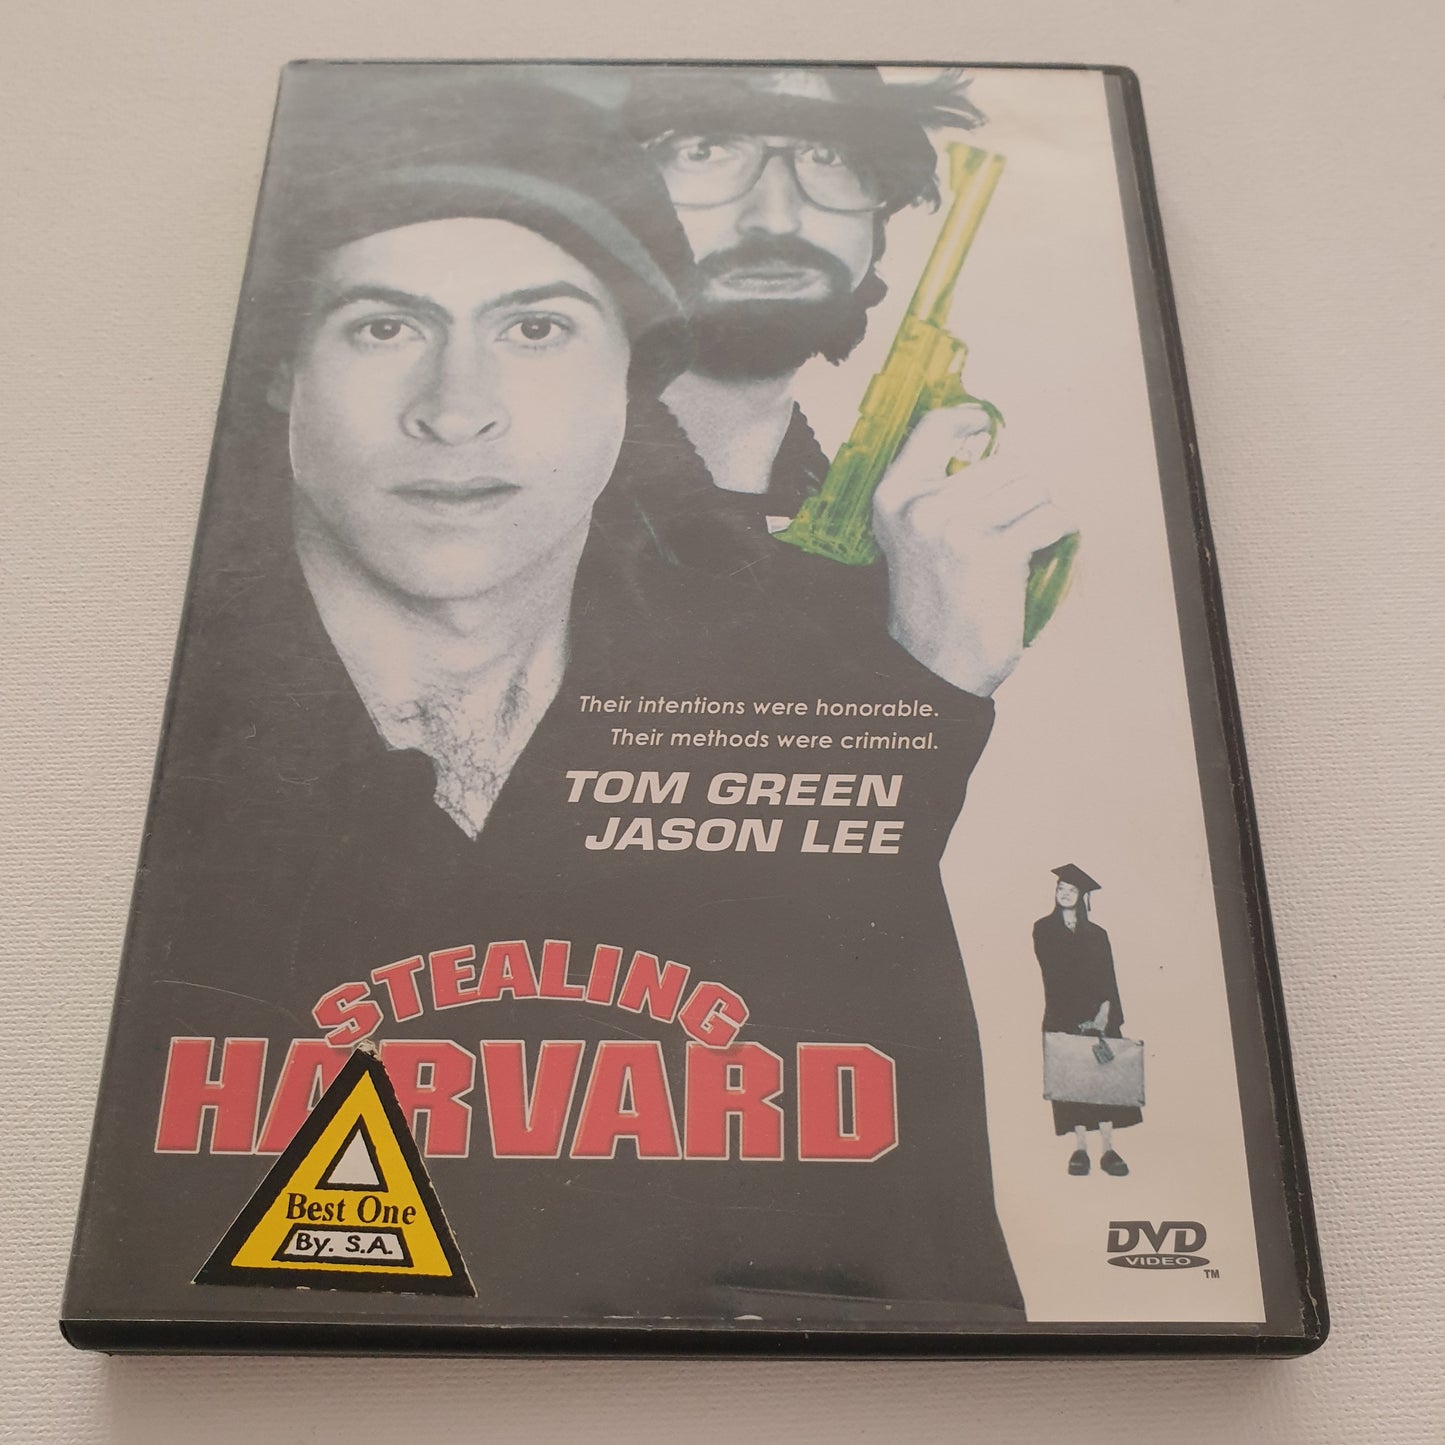 Their intentions were honorable.
Their methods were criminal.
TOM GREEN
JASON LEE
STEALING
HARVARD
Best One
By. S.A.
DVD
VIDEO
TM